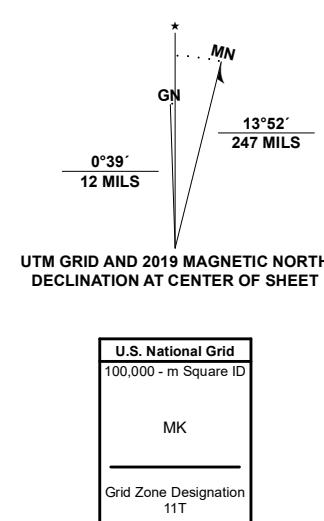 ★
MN
GN
13°52´
247 MILS
0°39´
12 MILS
UTM GRID AND 2019 MAGNETIC NORTH
DECLINATION AT CENTER OF SHEET
U.S. National Grid
100,000 - m Square ID
MK
Grid Zone Designation
11T